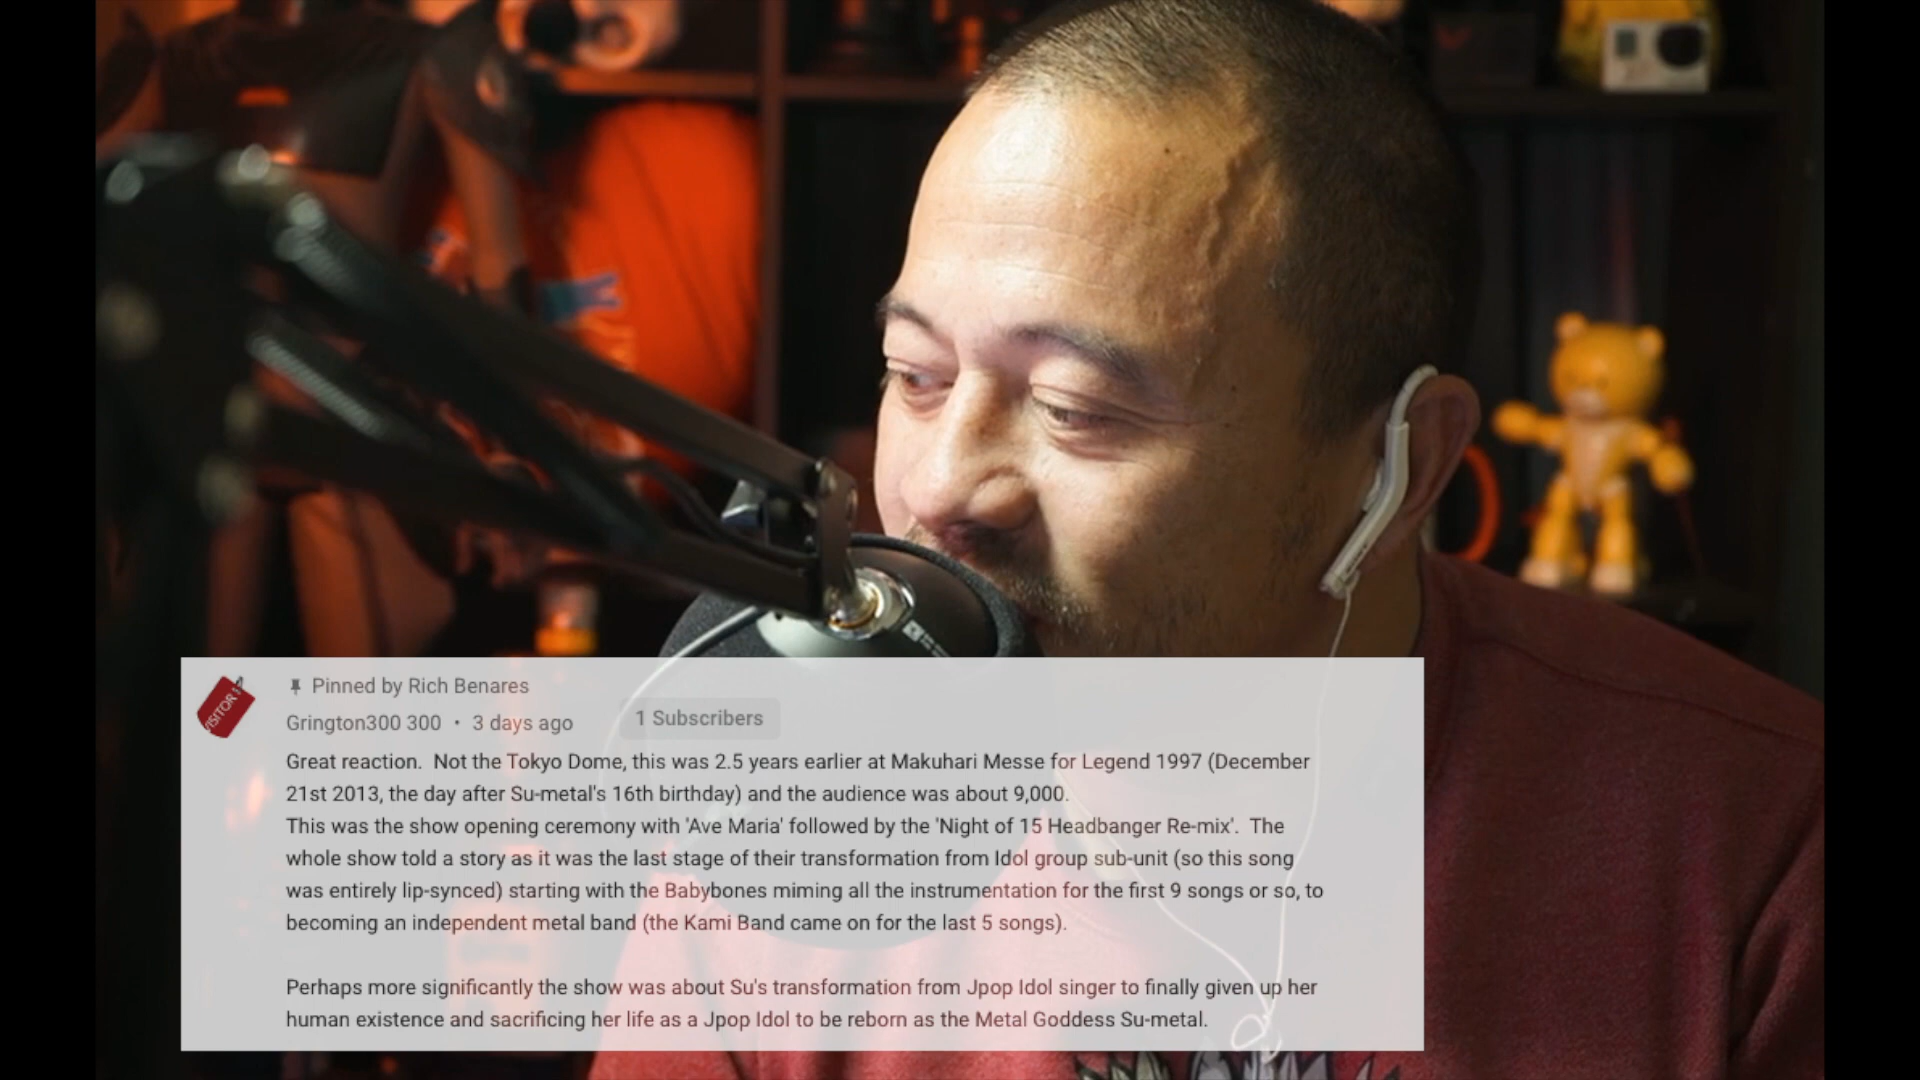 Pinned by Rich Benares
Grington300 300 • 3 days ago
1 Subscribers
VISITOR 1
Great reaction.  Not the Tokyo Dome, this was 2.5 years earlier at Makuhari Messe for Legend 1997 (December
21st 2013, the day after Su-metal's 16th birthday) and the audience was about 9,000.
This was the show opening ceremony with 'Ave Maria' followed by the 'Night of 15 Headbanger Re-mix'.  The
whole show told a story as it was the last stage of their transformation from Idol group sub-unit (so this song
was entirely lip-synced) starting with the Babybones miming all the instrumentation for the first 9 songs or so, to
becoming an independent metal band (the Kami Band came on for the last 5 songs).
Perhaps more significantly the show was about Su's transformation from Jpop Idol singer to finally given up her
human existence and sacrificing her life as a Jpop Idol to be reborn as the Metal Goddess Su-metal.